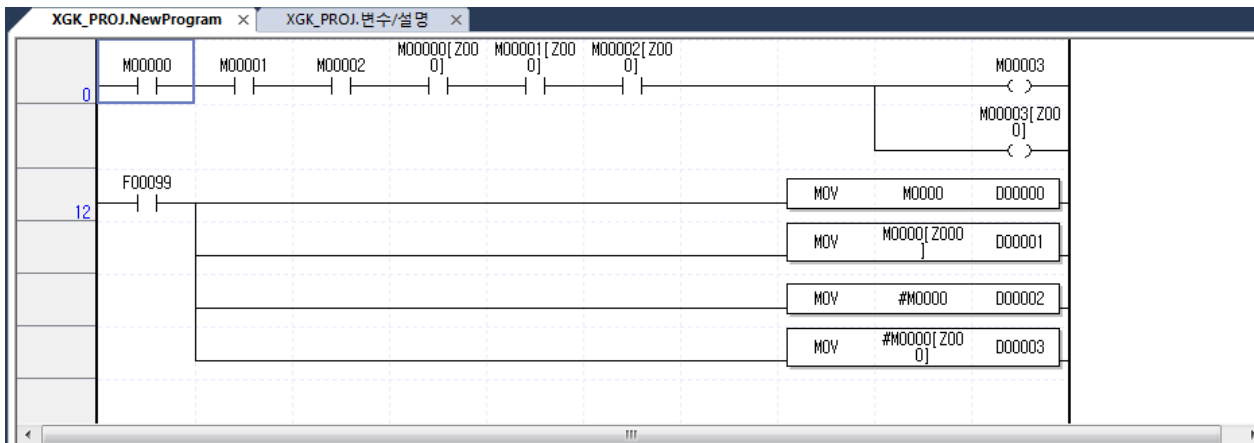 XGK_PROJ.NewProgram × XGK_PROJ.변수/설명 ×
M00000 M00001 M00002 M00000[Z00 M00001[Z00 M00002[Z00 M00003
0] 0] 0]
0
M00003[Z00
0]
F00099
12
MOV M0000 D00000
MOV M0000[Z000 D00001
]
MOV #M0000 D00002
MOV #M0000[Z00 D00003
0]